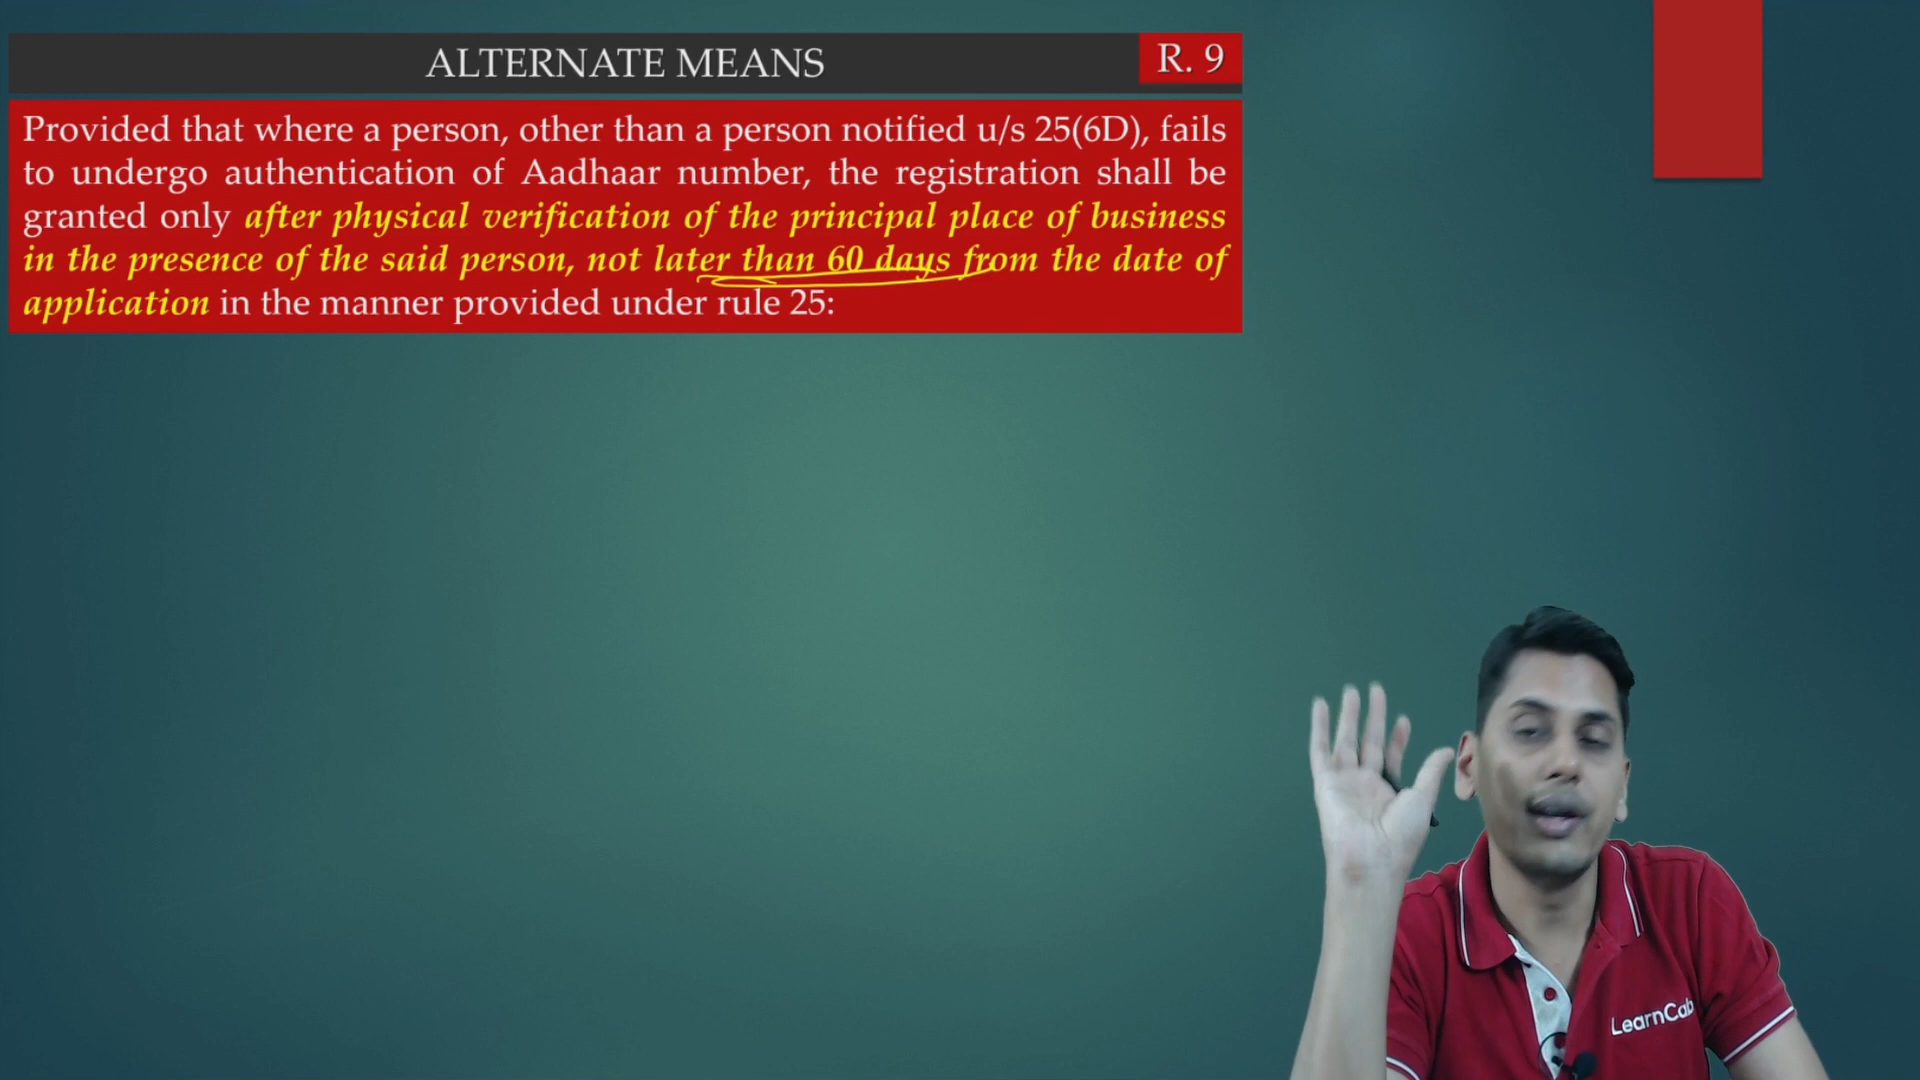 ALTERNATE MEANS
R. 9
Provided that where a person, other than a person notified u/s 25(6D), fails
to undergo authentication of Aadhaar number, the registration shall be
granted only after physical verification of the principal place of business
in the presence of the said person, not later than 60 days from the date of
application in the manner provided under rule 25:
LearnCab